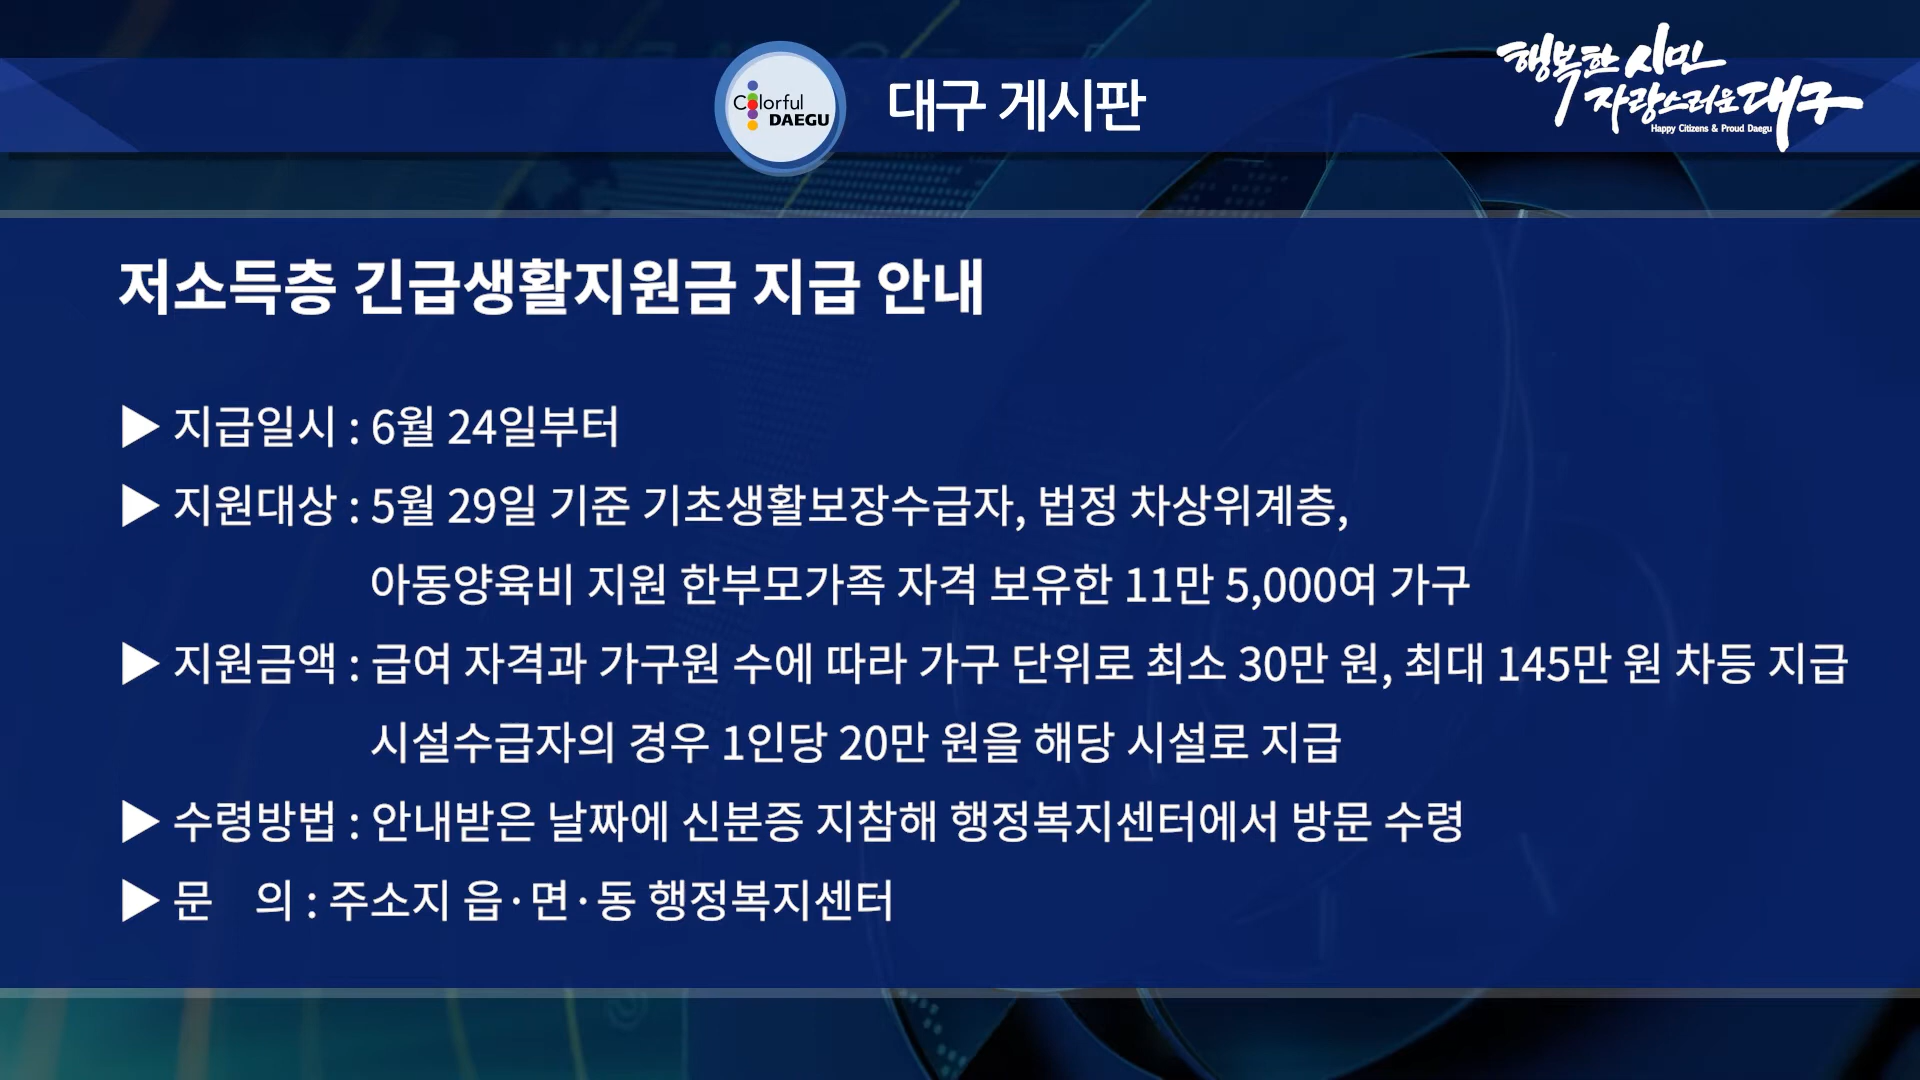 Colorful
DAEGU
대구 게시판
행복한 시민
자랑스러운 대구
Happy Citizens & Proud Daegu
저소득층 긴급생활지원금 지급 안내
▶ 지급일시 : 6월 24일부터
▶ 지원대상 : 5월 29일 기준 기초생활보장수급자, 법정 차상위계층,
아동양육비 지원 한부모가족 자격 보유한 11만 5,000여 가구
▶ 지원금액 : 급여 자격과 가구원 수에 따라 가구 단위로 최소 30만 원, 최대 145만 원 차등 지급
시설수급자의 경우 1인당 20만 원을 해당 시설로 지급
▶ 수령방법 : 안내받은 날짜에 신분증 지참해 행정복지센터에서 방문 수령
▶ 문 의 : 주소지 읍·면·동 행정복지센터